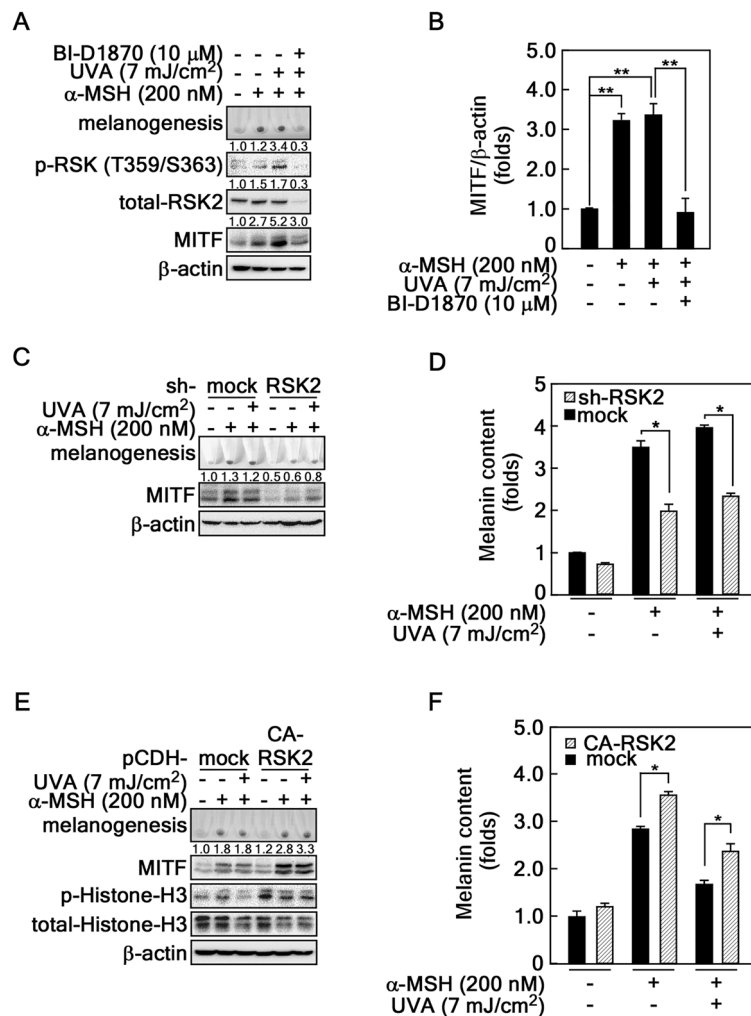 A
BI-D1870 (10 μM) - - - +
UVA (7 mJ/cm2) - - + +
α-MSH (200 nM) - + + +
melanogenesis
1.0 1.2 3.4 0.3
p-RSK (T359/S363)
1.0 1.5 1.7 0.3
total-RSK2
1.0 2.7 5.2 3.0
MITF
β-actin
B
MITF/β-actin
(folds)
5.0
4.0
3.0
2.0
1.0
0
** ** **
α-MSH (200 nM) - + + +
UVA (7 mJ/cm2) - - + +
BI-D1870 (10 μM) - - - +
C
sh- mock RSK2
UVA (7 mJ/cm2) - - + - - +
α-MSH (200 nM) - + + - + +
melanogenesis
1.0 1.3 1.2 0.5 0.6 0.8
MITF
β-actin
D
Melanin content
(folds)
5
4
3
2
1
0
sh-RSK2
mock
* *
α-MSH (200 nM) - + +
UVA (7 mJ/cm2) - - +
E
CA-
pCDH- mock RSK2
UVA (7 mJ/cm2) - - + - - +
α-MSH (200 nM) - + + - + +
melanogenesis
1.0 1.8 1.8 1.2 2.8 3.3
MITF
p-Histone-H3
total-Histone-H3
β-actin
F
Melanin content
(folds)
5.0
4.0
3.0
2.0
1.0
0
CA-RSK2
mock
* *
α-MSH (200 nM) - + +
UVA (7 mJ/cm2) - - +